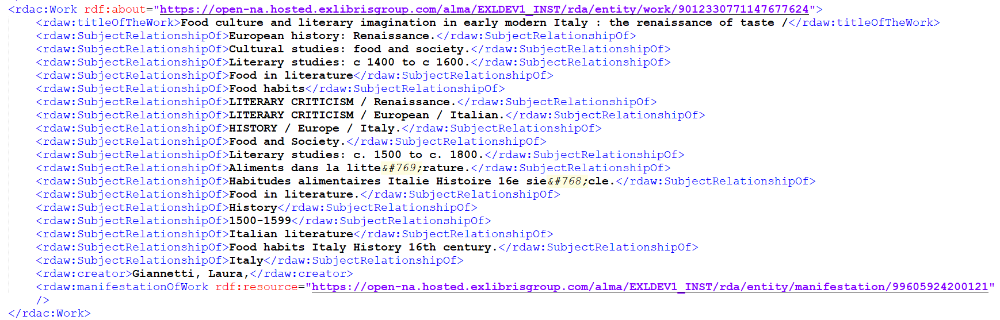 <rdac:Work rdf:about="https://open-na.hosted.exlibrisgroup.com/alma/EXLDEV1_INST/rda/entity/work/9012330771147677624">
<rdaw:titleOfTheWork>Food culture and literary imagination in early modern Italy : the renaissance of taste /</rdaw:titleOfTheWork>
<rdaw:SubjectRelationshipOf>European history: Renaissance.</rdaw:SubjectRelationshipOf>
<rdaw:SubjectRelationshipOf>Cultural studies: food and society.</rdaw:SubjectRelationshipOf>
<rdaw:SubjectRelationshipOf>Literary studies: c 1400 to c 1600.</rdaw:SubjectRelationshipOf>
<rdaw:SubjectRelationshipOf>Food in literature</rdaw:SubjectRelationshipOf>
<rdaw:SubjectRelationshipOf>Food habits</rdaw:SubjectRelationshipOf>
<rdaw:SubjectRelationshipOf>LITERARY CRITICISM / Renaissance.</rdaw:SubjectRelationshipOf>
<rdaw:SubjectRelationshipOf>LITERARY CRITICISM / European / Italian.</rdaw:SubjectRelationshipOf>
<rdaw:SubjectRelationshipOf>HISTORY / Europe / Italy.</rdaw:SubjectRelationshipOf>
<rdaw:SubjectRelationshipOf>Food and Society.</rdaw:SubjectRelationshipOf>
<rdaw:SubjectRelationshipOf>Literary studies: c. 1500 to c. 1800.</rdaw:SubjectRelationshipOf>
<rdaw:SubjectRelationshipOf>Aliments dans la litte&#769;rature.</rdaw:SubjectRelationshipOf>
<rdaw:SubjectRelationshipOf>Habitudes alimentaires Italie Histoire 16e sie&#768;cle.</rdaw:SubjectRelationshipOf>
<rdaw:SubjectRelationshipOf>Food in literature.</rdaw:SubjectRelationshipOf>
<rdaw:SubjectRelationshipOf>History</rdaw:SubjectRelationshipOf>
<rdaw:SubjectRelationshipOf>1500-1599</rdaw:SubjectRelationshipOf>
<rdaw:SubjectRelationshipOf>Italian literature</rdaw:SubjectRelationshipOf>
<rdaw:SubjectRelationshipOf>Food habits Italy History 16th century.</rdaw:SubjectRelationshipOf>
<rdaw:SubjectRelationshipOf>Italy</rdaw:SubjectRelationshipOf>
<rdaw:creator>Giannetti, Laura,</rdaw:creator>
<rdaw:manifestationOfWork rdf:resource="https://open-na.hosted.exlibrisgroup.com/alma/EXLDEV1_INST/rda/entity/manifestation/99605924200121"
/>
</rdac:Work>